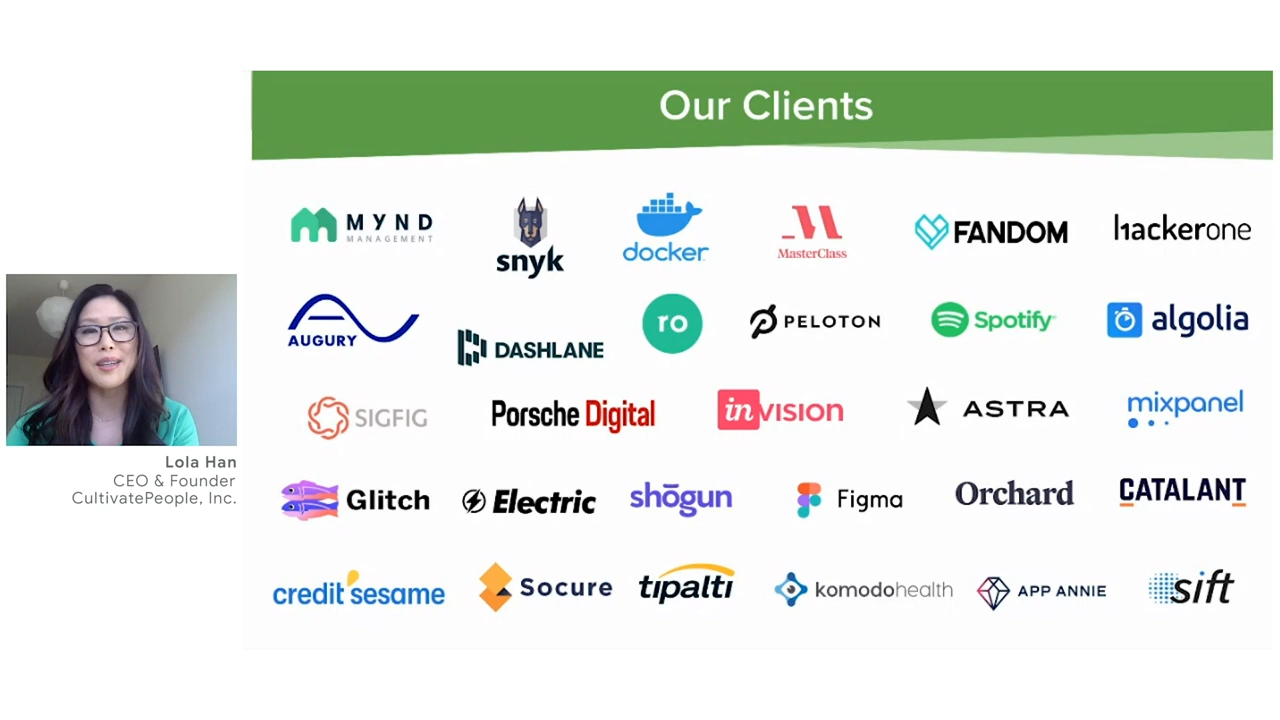 Our Clients
MYND
MANAGEMENT
snyk
docker
MasterClass
FANDOM
hackerone
AUGURY
DASHLANE
ro
PELOTON
Spotify
algolia
SIGFIG
Porsche Digital
inVISION
ASTRA
mixpanel
Glitch
Electric
shōgun
Figma
Orchard
CATALANT
credit sesame
Socure
tipalti
komodohealth
APP ANNIE
sift
Lola Han
CEO & Founder
CultivatePeople, Inc.